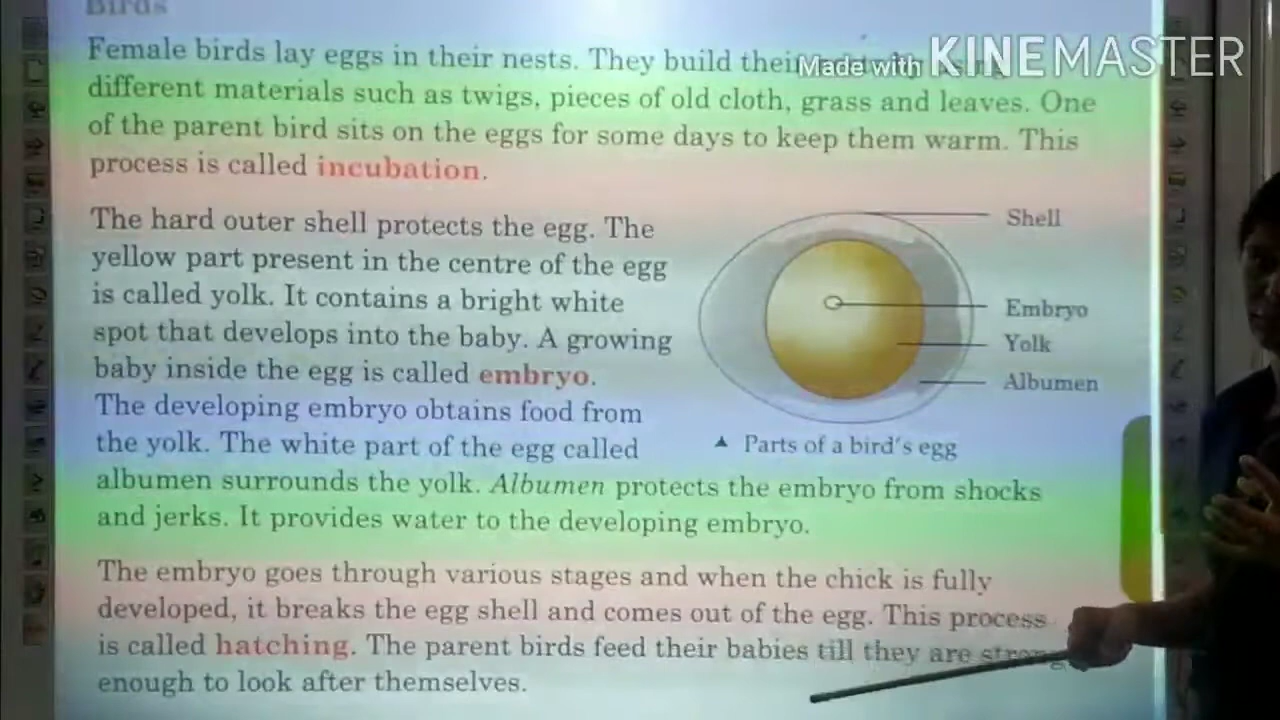 Birds
Female birds lay eggs in their nests. They build their
Made with KINEMASTER
different materials such as twigs, pieces of old cloth, grass and leaves. One
of the parent bird sits on the eggs for some days to keep them warm. This
process is called incubation.
The hard outer shell protects the egg. The
yellow part present in the centre of the egg
is called yolk. It contains a bright white
spot that develops into the baby. A growing
baby inside the egg is called embryo.
The developing embryo obtains food from
the yolk. The white part of the egg called
albumen surrounds the yolk. Albumen protects the embryo from shocks
and jerks. It provides water to the developing embryo.
Shell
Embryo
Yolk
Albumen
▲ Parts of a bird's egg
The embryo goes through various stages and when the chick is fully
developed, it breaks the egg shell and comes out of the egg. This process
is called hatching. The parent birds feed their babies till they are strong
enough to look after themselves.